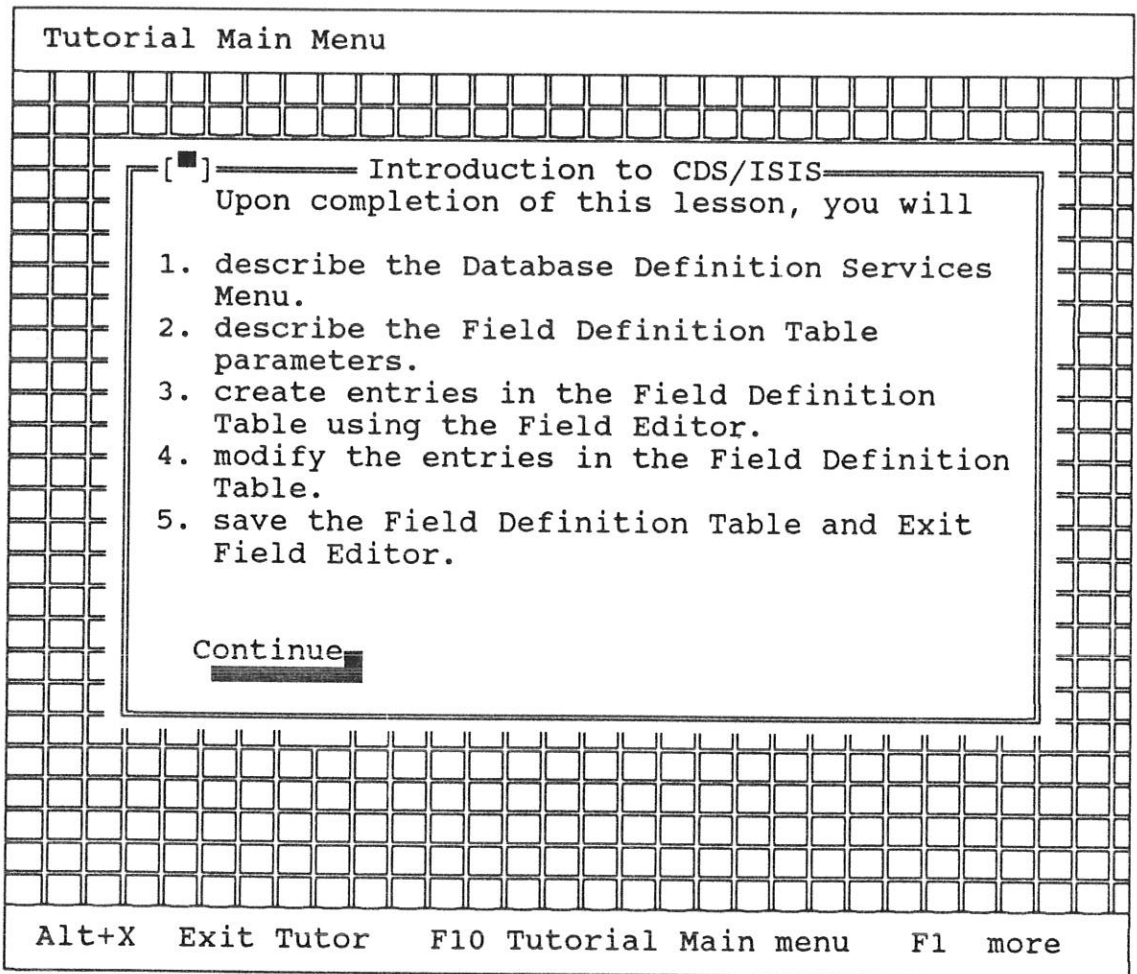 Tutorial Main Menu
[■] Introduction to CDS/ISIS
Upon completion of this lesson, you will
1. describe the Database Definition Services
Menu.
2. describe the Field Definition Table
parameters.
3. create entries in the Field Definition
Table using the Field Editor.
4. modify the entries in the Field Definition
Table.
5. save the Field Definition Table and Exit
Field Editor.
Continue
Alt+X Exit Tutor F10 Tutorial Main menu F1 more